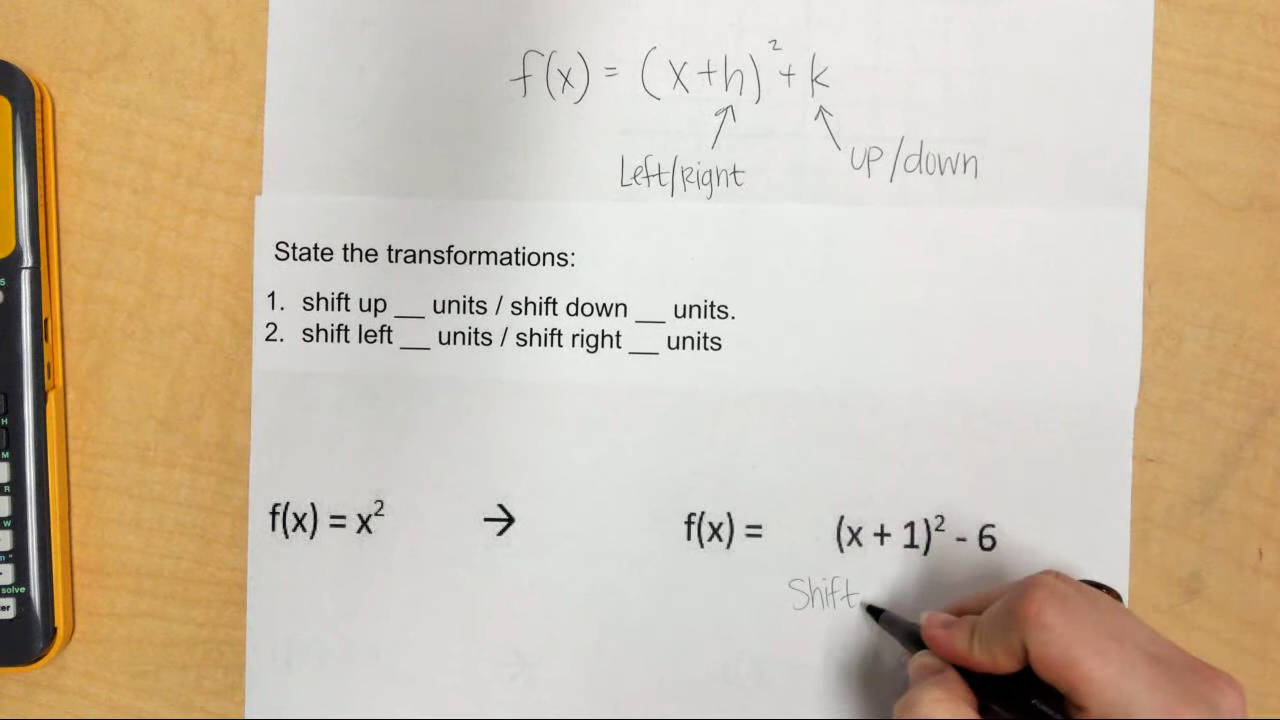 f(x) = (x+h)² + k
Left/Right
up/down
State the transformations:
1. shift up __ units / shift down __ units.
2. shift left __ units / shift right __ units
f(x) = x² → f(x) = (x + 1)² - 6
Shift
S
H
M
R
W
solve